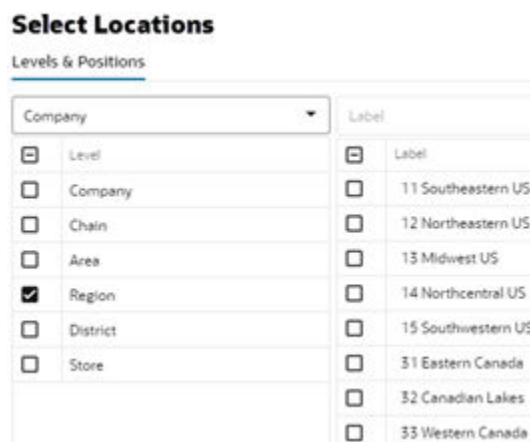 Select Locations
Levels & Positions
Company
Label
Level
Label
Company
11 Southeastern US
Chain
12 Northeastern US
Area
13 Midwest US
Region
14 Northcentral US
District
15 Southwestern US
Store
31 Eastern Canada
32 Canadian Lakes
33 Western Canada